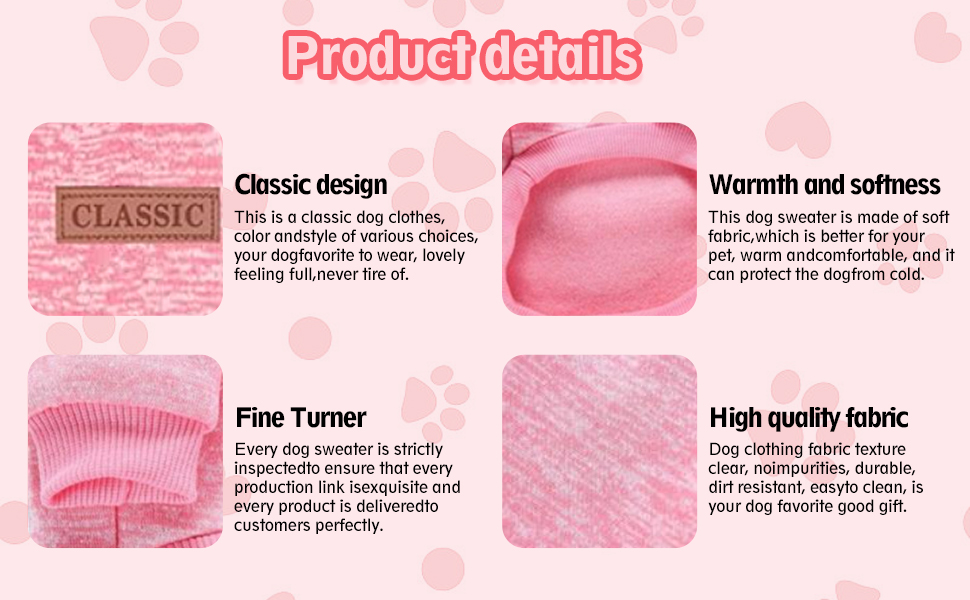 Product details
CLASSIC
Classic design
This is a classic dog clothes,
color andstyle of various choices,
your dogfavorite to wear, lovely
feeling full,never tire of.
Warmth and softness
This dog sweater is made of soft
fabric,which is better for your
pet, warm andcomfortable, and it
can protect the dogfrom cold.
Fine Turner
Every dog sweater is strictly
inspectedto ensure that every
production link isexquisite and
every product is deliveredto
customers perfectly.
High quality fabric
Dog clothing fabric texture
clear, noimpurities, durable,
dirt resistant, easyto clean, is
your dog favorite good gift.